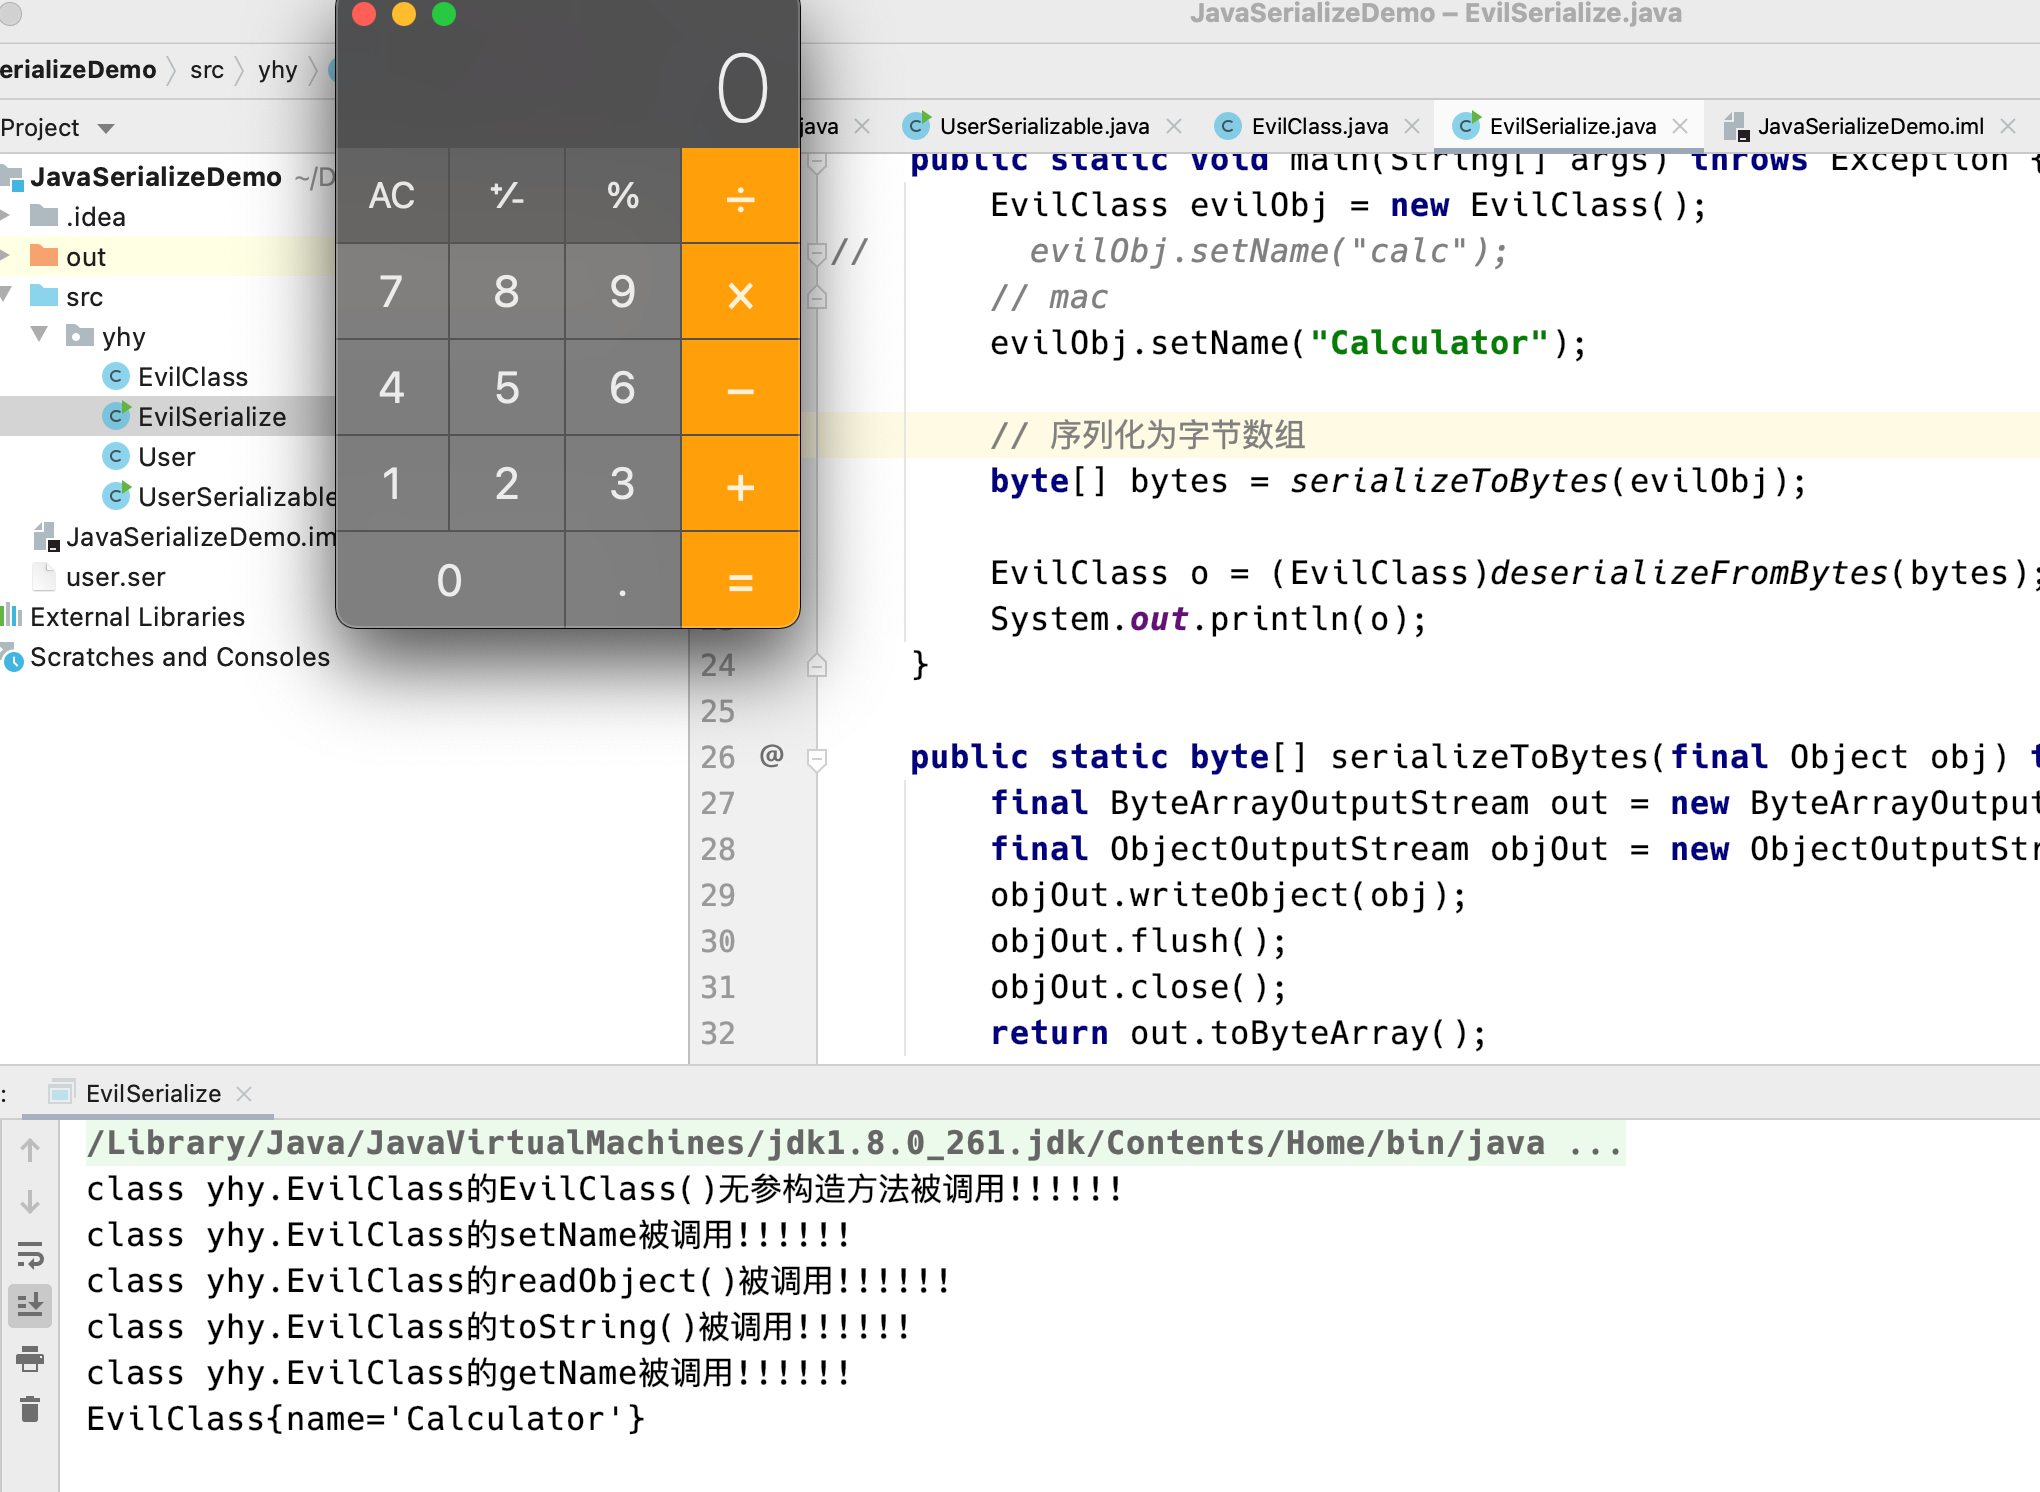 JavaSerializeDemo – EvilSerialize.java
erializeDemo 〉 src 〉 yhy 〉
Project
java
UserSerializable.java
EvilClass.java
EvilSerialize.java
JavaSerializeDemo.iml
JavaSerializeDemo ~/D
.idea
out
src
yhy
EvilClass
EvilSerialize
User
UserSerializable
JavaSerializeDemo.im
user.ser
External Libraries
Scratches and Consoles
0
AC +/- % ÷
7 8 9 ×
4 5 6 −
1 2 3 +
0 . =
public static void main(String[] args) throws Exception {
EvilClass evilObj = new EvilClass();
// evilObj.setName("calc");
// mac
evilObj.setName("Calculator");
// 序列化为字节数组
byte[] bytes = serializeToBytes(evilObj);
EvilClass o = (EvilClass)deserializeFromBytes(bytes);
System.out.println(o);
24 }
25
26 @ public static byte[] serializeToBytes(final Object obj) t
27 final ByteArrayOutputStream out = new ByteArrayOutput
28 final ObjectOutputStream objOut = new ObjectOutputStr
29 objOut.writeObject(obj);
30 objOut.flush();
31 objOut.close();
32 return out.toByteArray();
: EvilSerialize
/Library/Java/JavaVirtualMachines/jdk1.8.0_261.jdk/Contents/Home/bin/java ...
class yhy.EvilClass的EvilClass()无参构造方法被调用!!!!!!
class yhy.EvilClass的setName被调用!!!!!!
class yhy.EvilClass的readObject()被调用!!!!!!
class yhy.EvilClass的toString()被调用!!!!!!
class yhy.EvilClass的getName被调用!!!!!!
EvilClass{name='Calculator'}